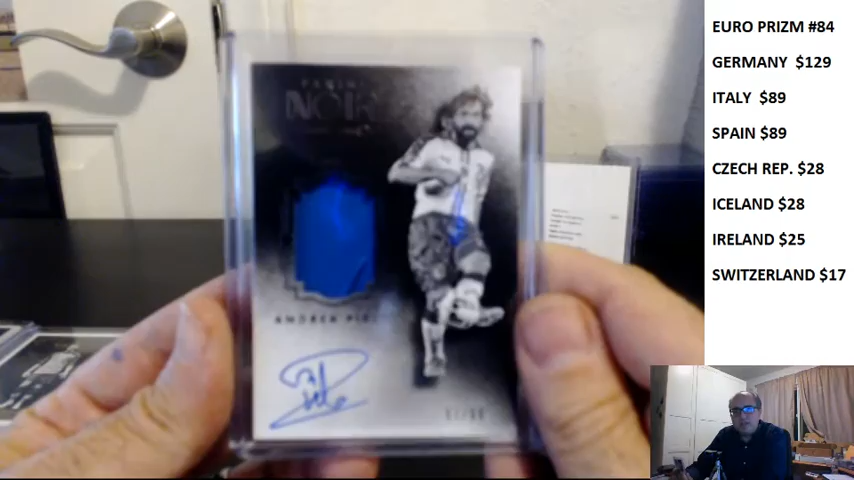 EURO PRIZM #84
GERMANY $129
ITALY $89
SPAIN $89
CZECH REP. $28
ICELAND $28
IRELAND $25
SWITZERLAND $17
PANINI
NOIR
ANDREA